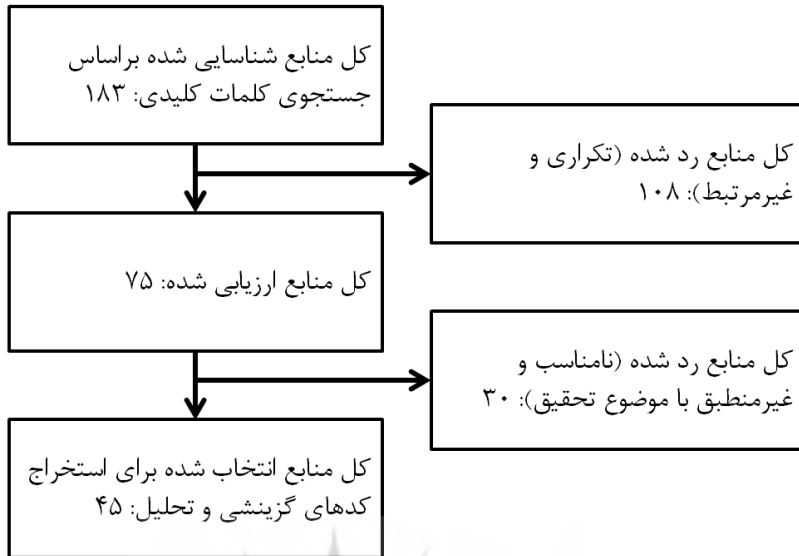 کل منابع شناسایی شده براساس
جستجوی کلمات کلیدی: ۱۸۳
کل منابع رد شده (تکراری و
غیرمرتبط): ۱۰۸
کل منابع ارزیابی شده: ۷۵
کل منابع رد شده (نامناسب و
غیرمنطبق با موضوع تحقیق): ۳۰
کل منابع انتخاب شده برای استخراج
کدهای گزینشی و تحلیل: ۴۵